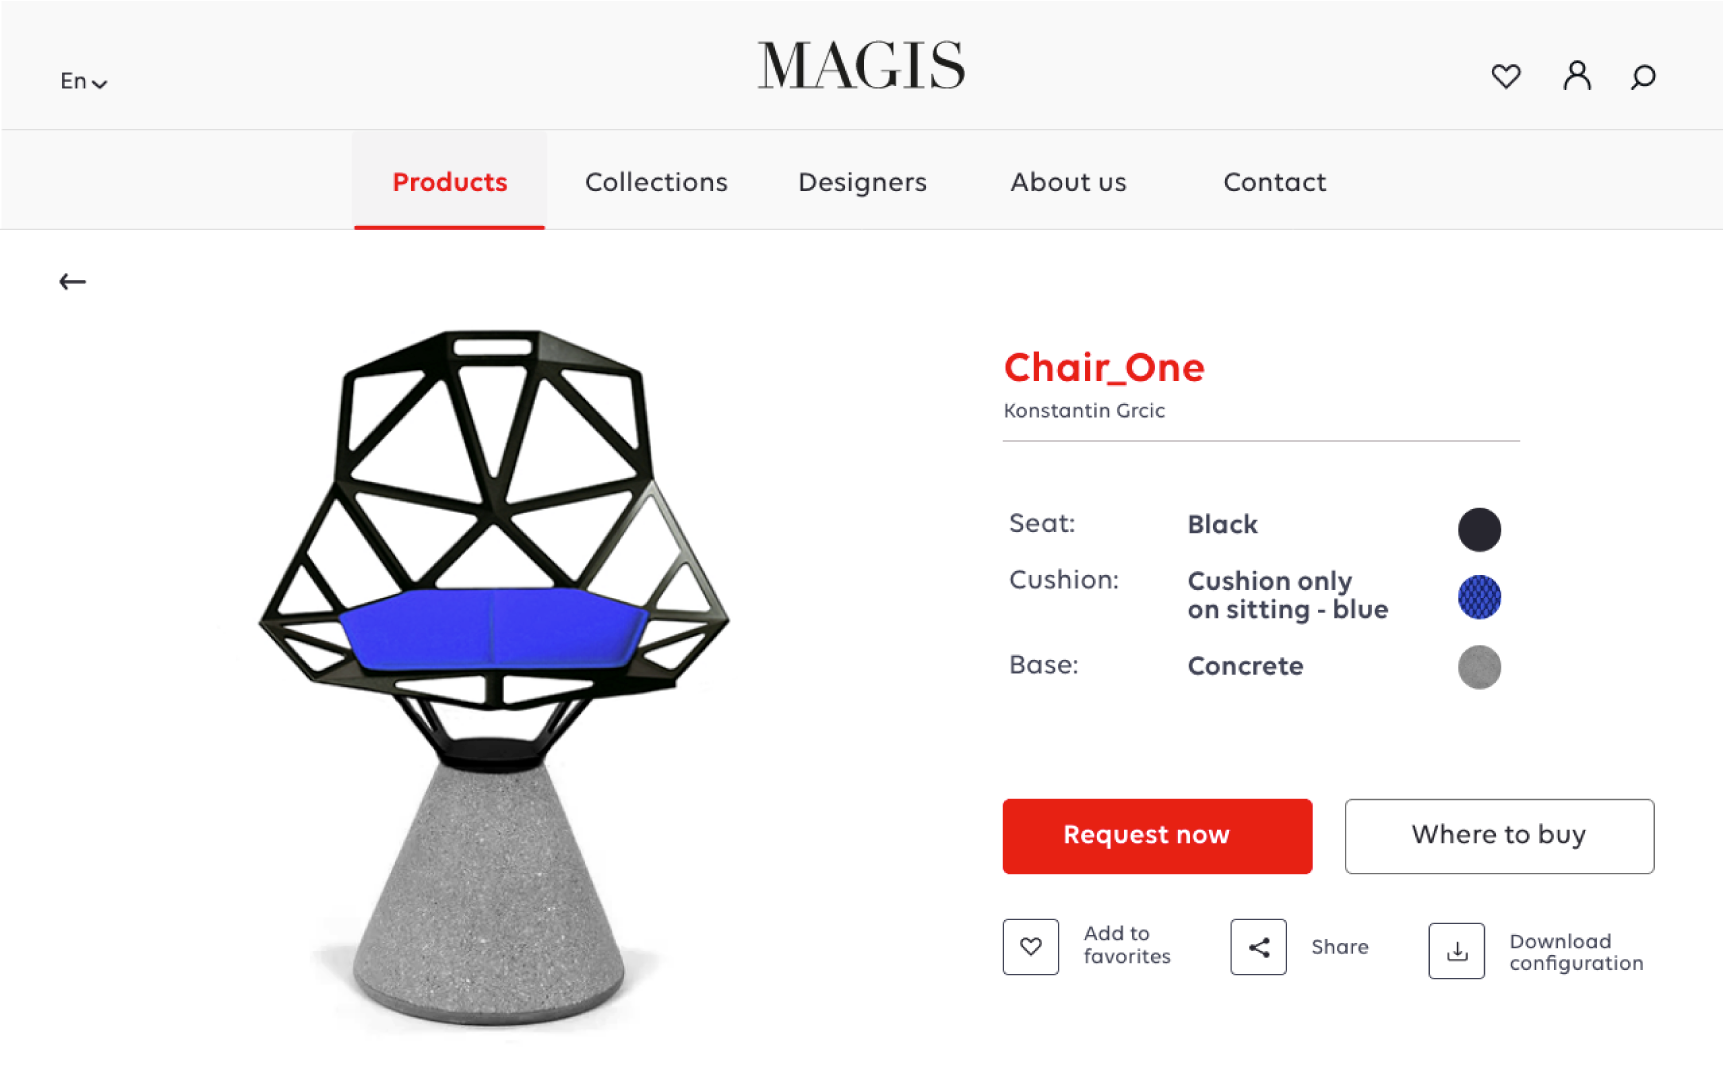 En
MAGIS
Products
Collections
Designers
About us
Contact
Chair_One
Konstantin Grcic
Seat:
Black
Cushion:
Cushion only
on sitting - blue
Base:
Concrete
Request now
Where to buy
Add to
favorites
Share
Download
configuration